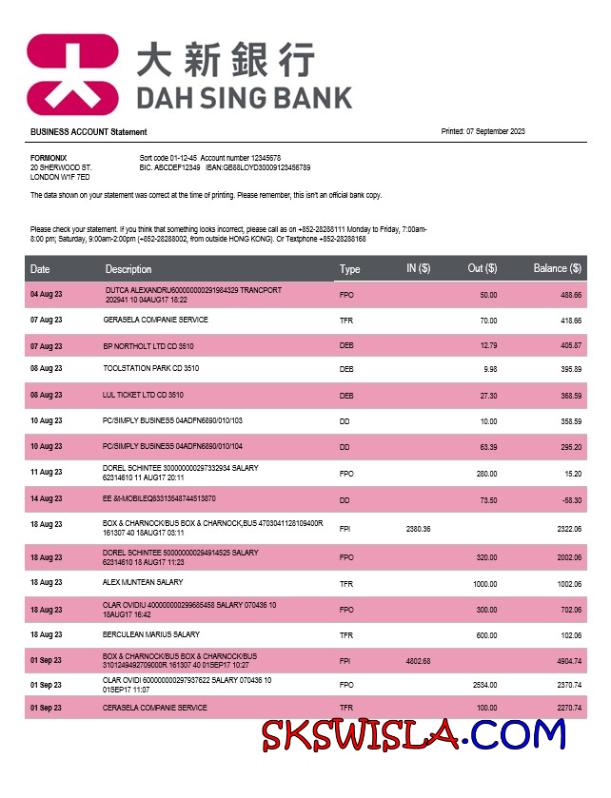 大新銀行
DAH SING BANK
BUSINESS ACCOUNT Statement Printed: 07 September 2023
FORMONIX Sort code 01-12-45 Account number 12345678
20 SHERWOOD ST. BIC. ABCDEF12349 IBAN:GB88LOYD30009123456789
LONDON W1F 7ED
The data shown on your statement was correct at the time of printing. Please remember, this isn't an official bank copy.
Please check your statement. If you think that something looks incorrect, please call as on +852-28288111 Monday to Friday, 7:00am-
8:00 pm; Saturday, 9:00am-2:00pm (+852-28288002, from outside HONG KONG). Or Textphone +852-28288168
Date Description Type IN ($) Out ($) Balance ($)
04 Aug 23 DUTCA ALEXANDRU600000000291984329 TRANCPORT
202941 10 04AUG17 18:22 FPO 50.00 488.66
07 Aug 23 GERASELA COMPANIE SERVICE TFR 70.00 418.66
07 Aug 23 BP NORTHOLT LTD CD 3510 DEB 12.79 405.87
08 Aug 23 TOOLSTATION PARK CD 3510 DEB 9.98 395.89
08 Aug 23 LUL TICKET LTD CD 3510 DEB 27.30 368.59
10 Aug 23 PC/SIMPLY BUSINESS 04ADFN6890/010/103 DD 10.00 358.59
10 Aug 23 PC/SIMPLY BUSINESS 04ADFN6890/010/104 DD 63.39 295.20
11 Aug 23 DOREL SCHINTEE 300000000297332934 SALARY
62314610 11 AUG17 20:11 FPO 280.00 15.20
14 Aug 23 EE &t-MOBILEQ63313548744513870 DD 73.50 -58.30
18 Aug 23 BOX & CHARNOCK/BUS BOX & CHARNOCK,BUS 4703041128109400R
161307 40 18AUG17 03:11 FPI 2380.36 2322.06
18 Aug 23 DOREL SCHINTEE 500000000294914525 SALARY
62314610 18 AUG17 11:23 FPO 320.00 2002.06
18 Aug 23 ALEX MUNTEAN SALARY TFR 1000.00 1002.06
18 Aug 23 OLAR OVIDIU 400000000299685458 SALARY 070436 10
18AUG17 16:42 FPO 300.00 702.06
18 Aug 23 BERCULEAN MARIUS SALARY TFR 600.00 102.06
01 Sep 23 BOX & CHARNOCK/BUS BOX & CHARNOCK/BUS
3101249492709000R 161307 40 01SEP17 10:27 FPI 4802.68 4904.74
01 Sep 23 OLAR OVIDI 600000000297937622 SALARY 070436 10
01SEP17 11:07 FPO 2534.00 2370.74
01 Sep 23 CERASELA COMPANIE SERVICE TFR 100.00 2270.74
SKSWISLA.COM